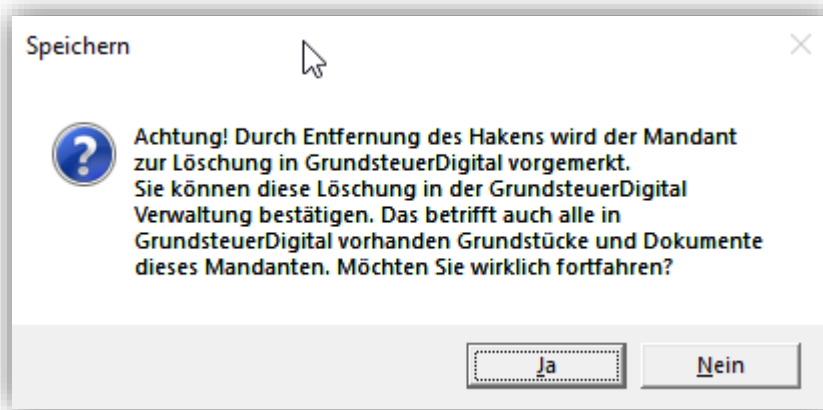 Speichern
Achtung! Durch Entfernung des Hakens wird der Mandant
zur Löschung in GrundsteuerDigital vorgemerkt.
Sie können diese Löschung in der GrundsteuerDigital
Verwaltung bestätigen. Das betrifft auch alle in
GrundsteuerDigital vorhanden Grundstücke und Dokumente
dieses Mandanten. Möchten Sie wirklich fortfahren?
Ja
Nein